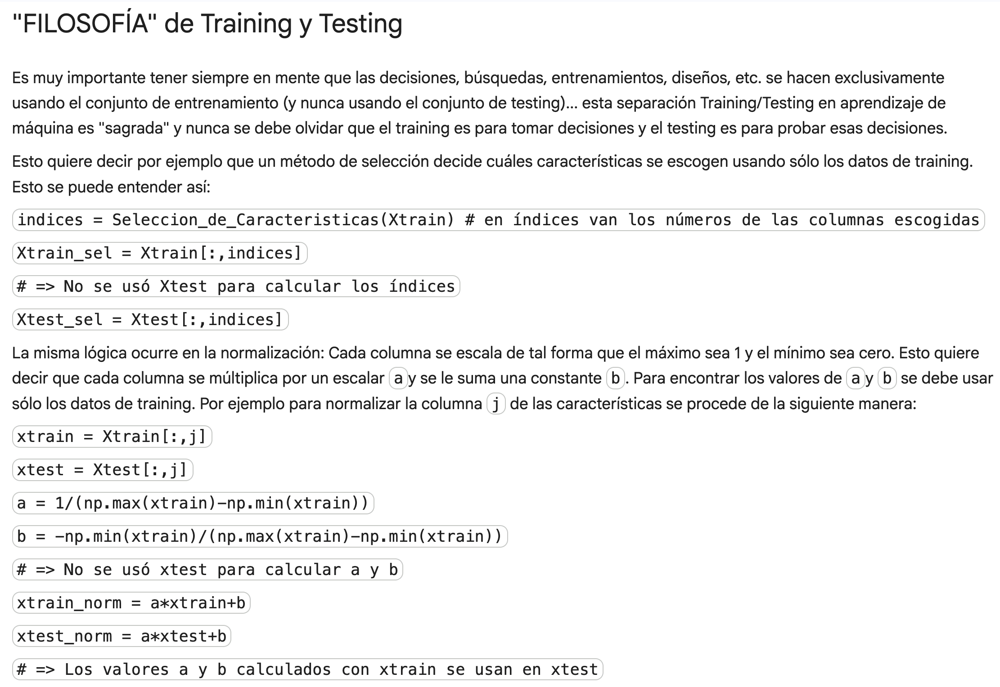 "FILOSOFÍA" de Training y Testing
Es muy importante tener siempre en mente que las decisiones, búsquedas, entrenamientos, diseños, etc. se hacen exclusivamente
usando el conjunto de entrenamiento (y nunca usando el conjunto de testing)... esta separación Training/Testing en aprendizaje de
máquina es "sagrada" y nunca se debe olvidar que el training es para tomar decisiones y el testing es para probar esas decisiones.
Esto quiere decir por ejemplo que un método de selección decide cuáles características se escogen usando sólo los datos de training.
Esto se puede entender así:
indices = Seleccion_de_Caracteristicas(Xtrain) # en índices van los números de las columnas escogidas
Xtrain_sel = Xtrain[:,indices]
# => No se usó Xtest para calcular los índices
Xtest_sel = Xtest[:,indices]
La misma lógica ocurre en la normalización: Cada columna se escala de tal forma que el máximo sea 1 y el mínimo sea cero. Esto quiere
decir que cada columna se múltiplica por un escalar a y se le suma una constante b. Para encontrar los valores de a y b se debe usar
sólo los datos de training. Por ejemplo para normalizar la columna j de las características se procede de la siguiente manera:
xtrain = Xtrain[:,j]
xtest = Xtest[:,j]
a = 1/(np.max(xtrain)-np.min(xtrain))
b = -np.min(xtrain)/(np.max(xtrain)-np.min(xtrain))
# => No se usó xtest para calcular a y b
xtrain_norm = a*xtrain+b
xtest_norm = a*xtest+b
# => Los valores a y b calculados con xtrain se usan en xtest